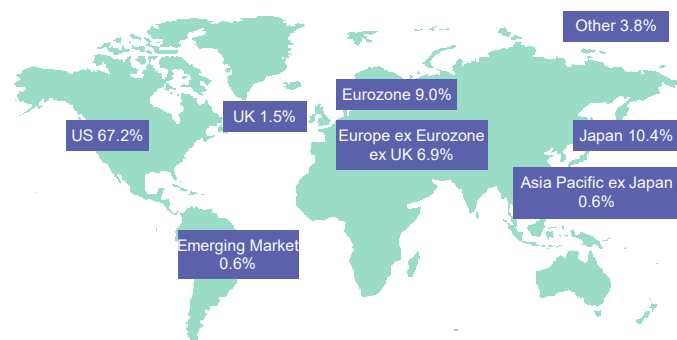 Other 3.8%
Eurozone 9.0%
UK 1.5%
US 67.2%
Europe ex Eurozone
ex UK 6.9%
Japan 10.4%
Asia Pacific ex Japan
0.6%
Emerging Market
0.6%